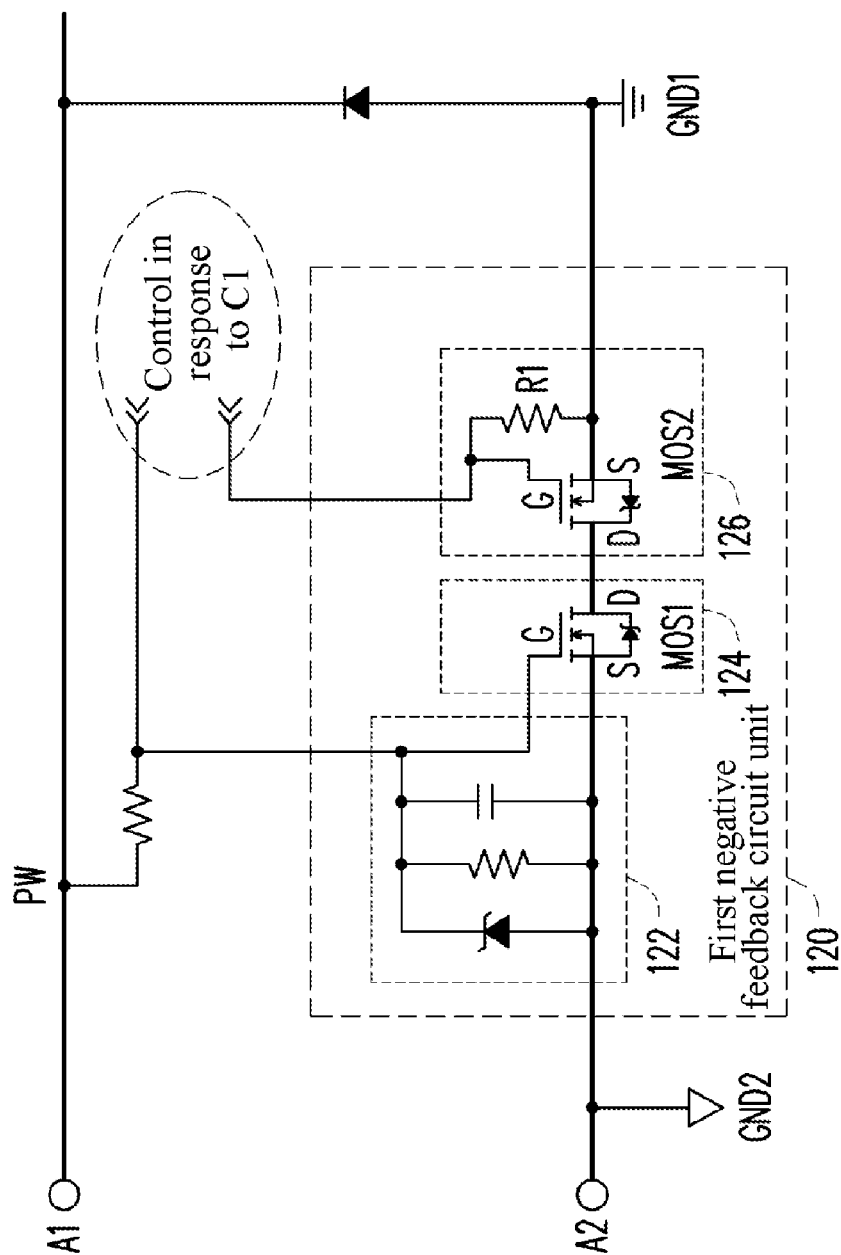 A1
PW
Control in
response
to C1
A2
GND2
GND1
122
G
S
D
MOS1
124
G
D
S
R1
MOS2
126
First negative
feedback circuit unit
120